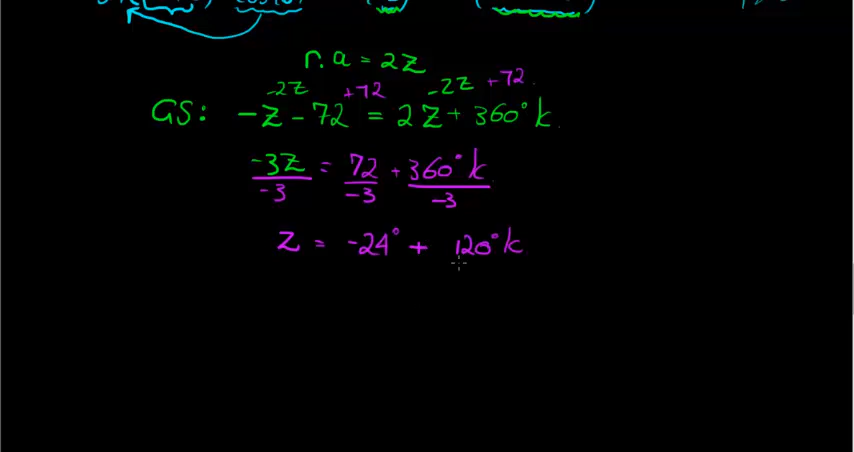 r.a = 2Z
-2Z +72 -2Z +72
GS: -Z - 72 = 2Z + 360° k.
-3Z = 72 + 360° k
-3 -3 -3
Z = -24° + 120° k